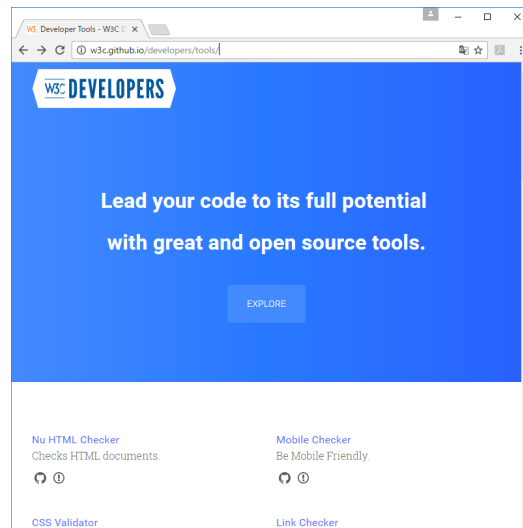 W3 Developer Tools - W3C D
w3c.github.io/developers/tools/
W3C DEVELOPERS
Lead your code to its full potential
with great and open source tools.
EXPLORE
Nu HTML Checker
Checks HTML documents.
Mobile Checker
Be Mobile Friendly.
CSS Validator
Link Checker